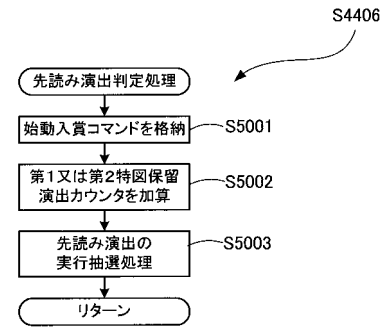 S4406
先読み演出判定処理
始動入賞コマンドを格納
S5001
第１又は第２特図保留
演出カウンタを加算
S5002
先読み演出の
実行抽選処理
S5003
リターン